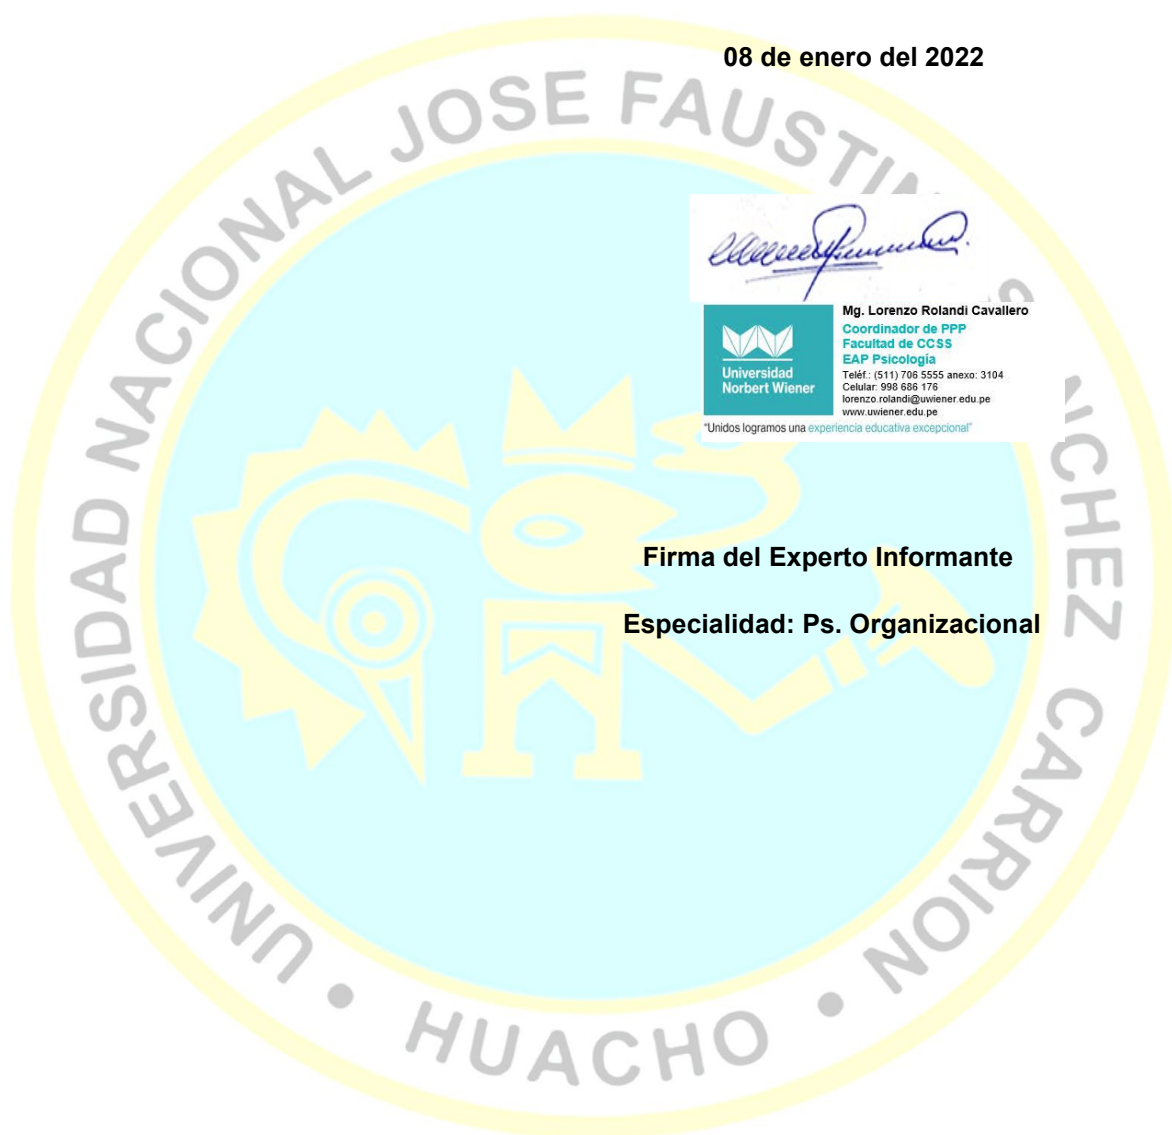 08 de enero del 2022
Mg. Lorenzo Rolandi Cavallero
Coordinador de PPP
Facultad de CCSS
EAP Psicología
Teléf.: (511) 706 5555 anexo: 3104
Celular: 998 686 176
lorenzo.rolandi@uwiener.edu.pe
www.uwiener.edu.pe
Universidad
Norbert Wiener
"Unidos logramos una experiencia educativa excepcional"
Firma del Experto Informante
Especialidad: Ps. Organizacional
UNIVERSIDAD NACIONAL JOSE FAUSTIN
CARRION
HUACHO